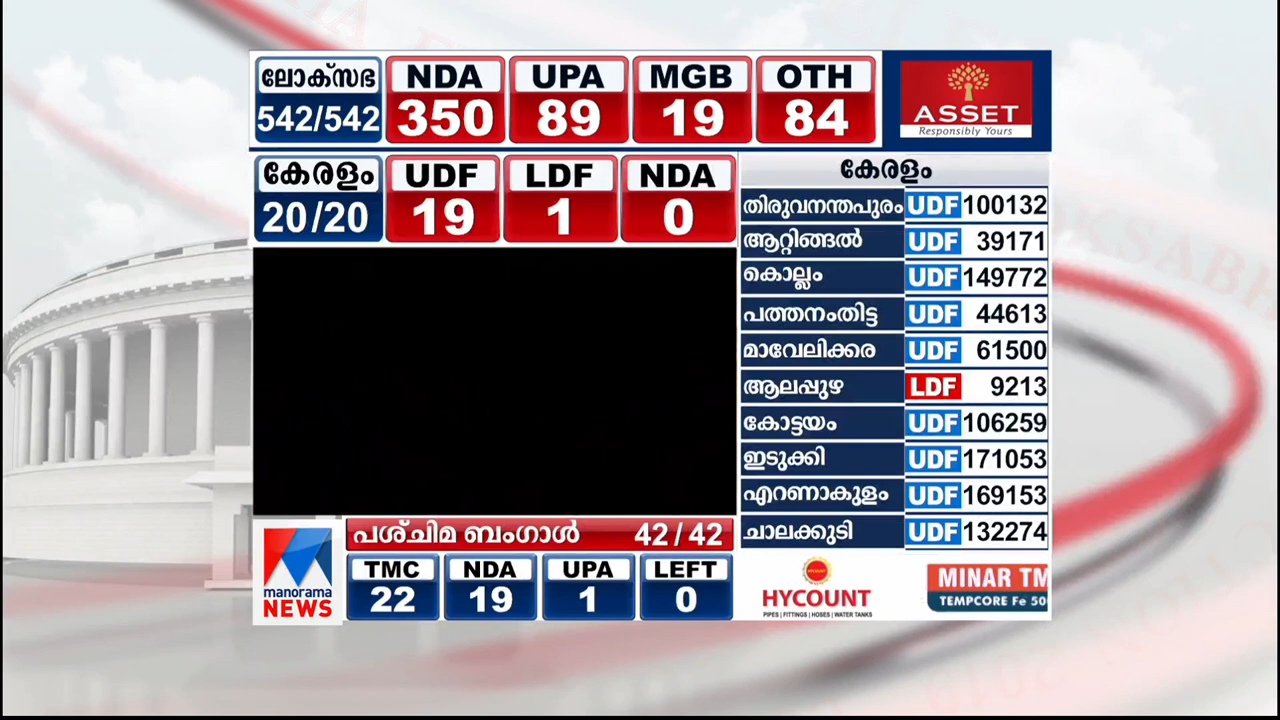 ലോക്സഭ NDA UPA MGB OTH
542/542 350 89 19 84
ASSET
Responsibly Yours
കേരളം UDF LDF NDA
20/20 19 1 0
കേരളം
തിരുവനന്തപുരം UDF 100132
ആറ്റിങ്ങൽ UDF 39171
കൊല്ലം UDF 149772
പത്തനംതിട്ട UDF 44613
മാവേലിക്കര UDF 61500
ആലപ്പുഴ LDF 9213
കോട്ടയം UDF 106259
ഇടുക്കി UDF 171053
എറണാകുളം UDF 169153
ചാലക്കുടി UDF 132274
പശ്ചിമ ബംഗാൾ 42/42
TMC NDA UPA LEFT
22 19 1 0
manorama
NEWS
HYCOUNT
PIPES | FITTINGS | HOSES | WATER TANKS
MINAR TM
TEMPCORE Fe 50